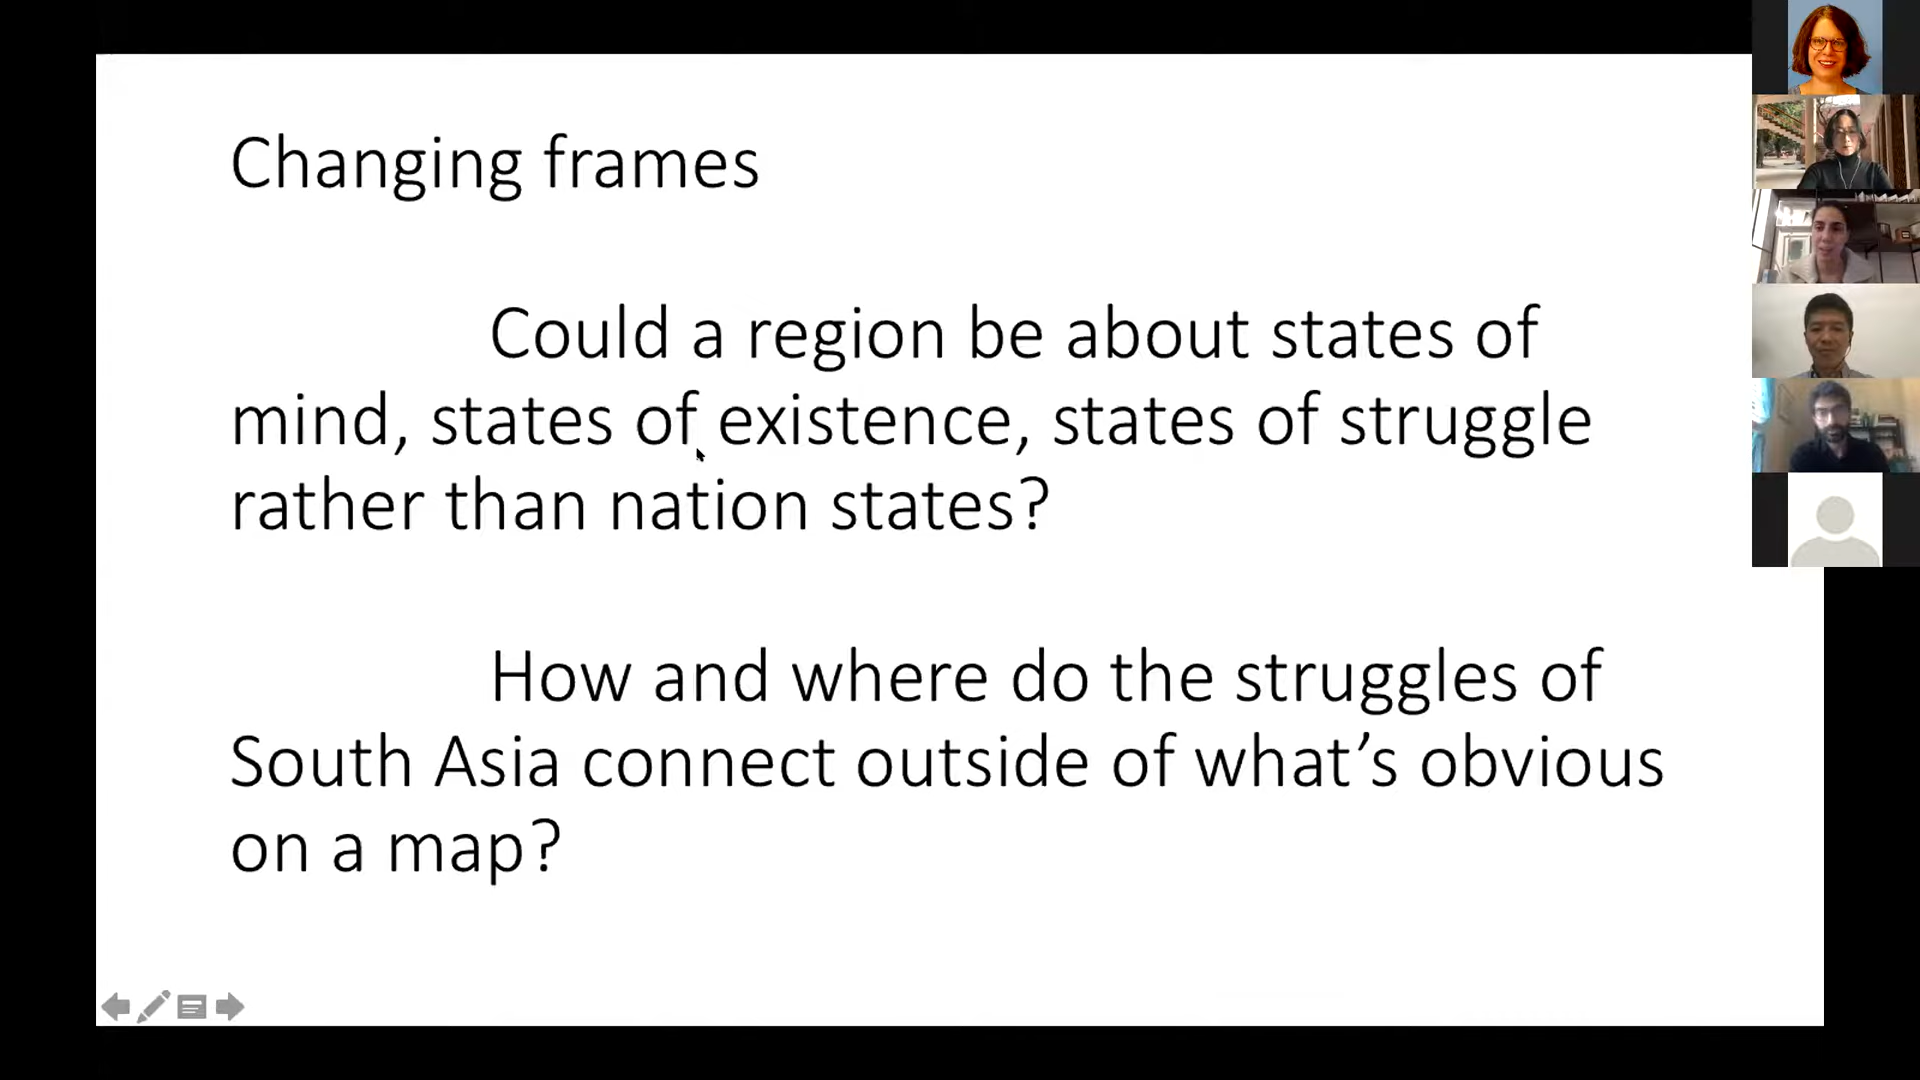 Changing frames
Could a region be about states of
mind, states of existence, states of struggle
rather than nation states?
How and where do the struggles of
South Asia connect outside of what’s obvious
on a map?